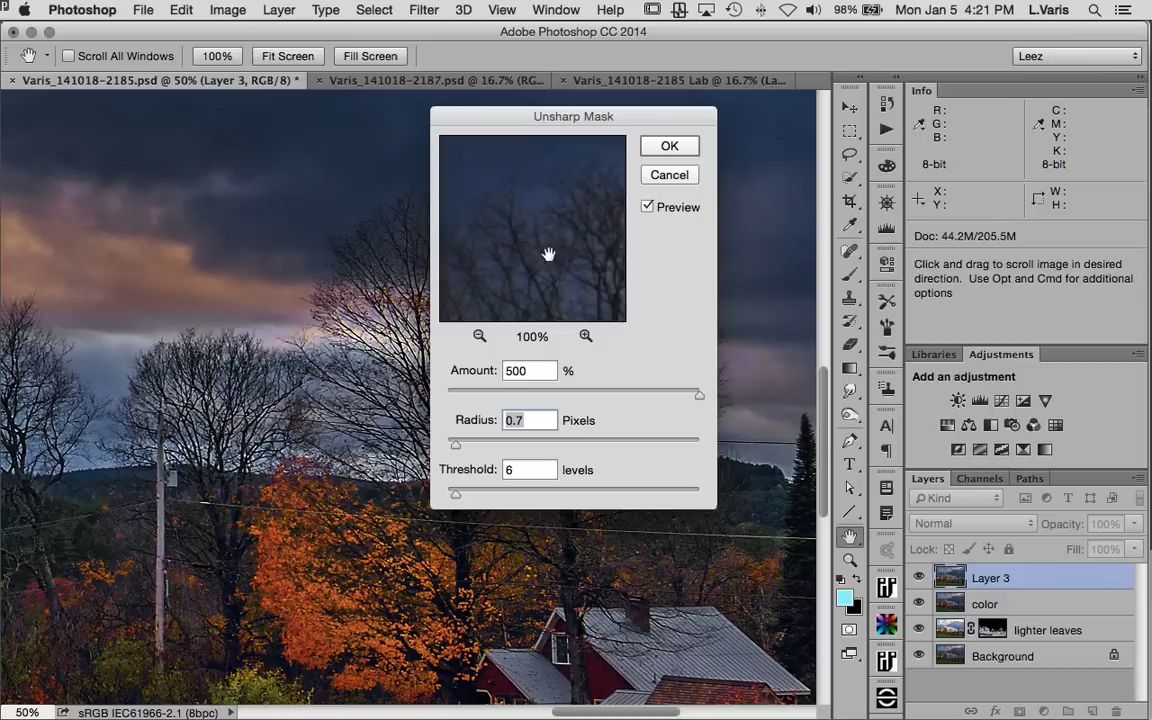 Photoshop File Edit Image Layer Type Select Filter 3D View Window Help 98% Mon Jan 5 4:21 PM L.Varis
Adobe Photoshop CC 2014
Scroll All Windows 100% Fit Screen Fill Screen Leez
× Varis_141018-2185.psd @ 50% (Layer 3, RGB/8) * × Varis_141018-2187.psd @ 16.7% (RG... × Varis_141018-2185 Lab @ 16.7% (La...
Info
R:
G:
B:
8-bit
C:
M:
Y:
K:
8-bit
X:
Y:
W:
H:
Doc: 44.2M/205.5M
Click and drag to scroll image in desired
direction. Use Opt and Cmd for additional
options
Unsharp Mask
OK
Cancel
Preview
100%
Amount: 500 %
Radius: 0.7 Pixels
Threshold: 6 levels
Libraries Adjustments
Add an adjustment
Layers Channels Paths
Kind
Normal Opacity: 100%
Lock: Fill: 100%
Layer 3
color
lighter leaves
Background
50% sRGB IEC61966-2.1 (8bpc)